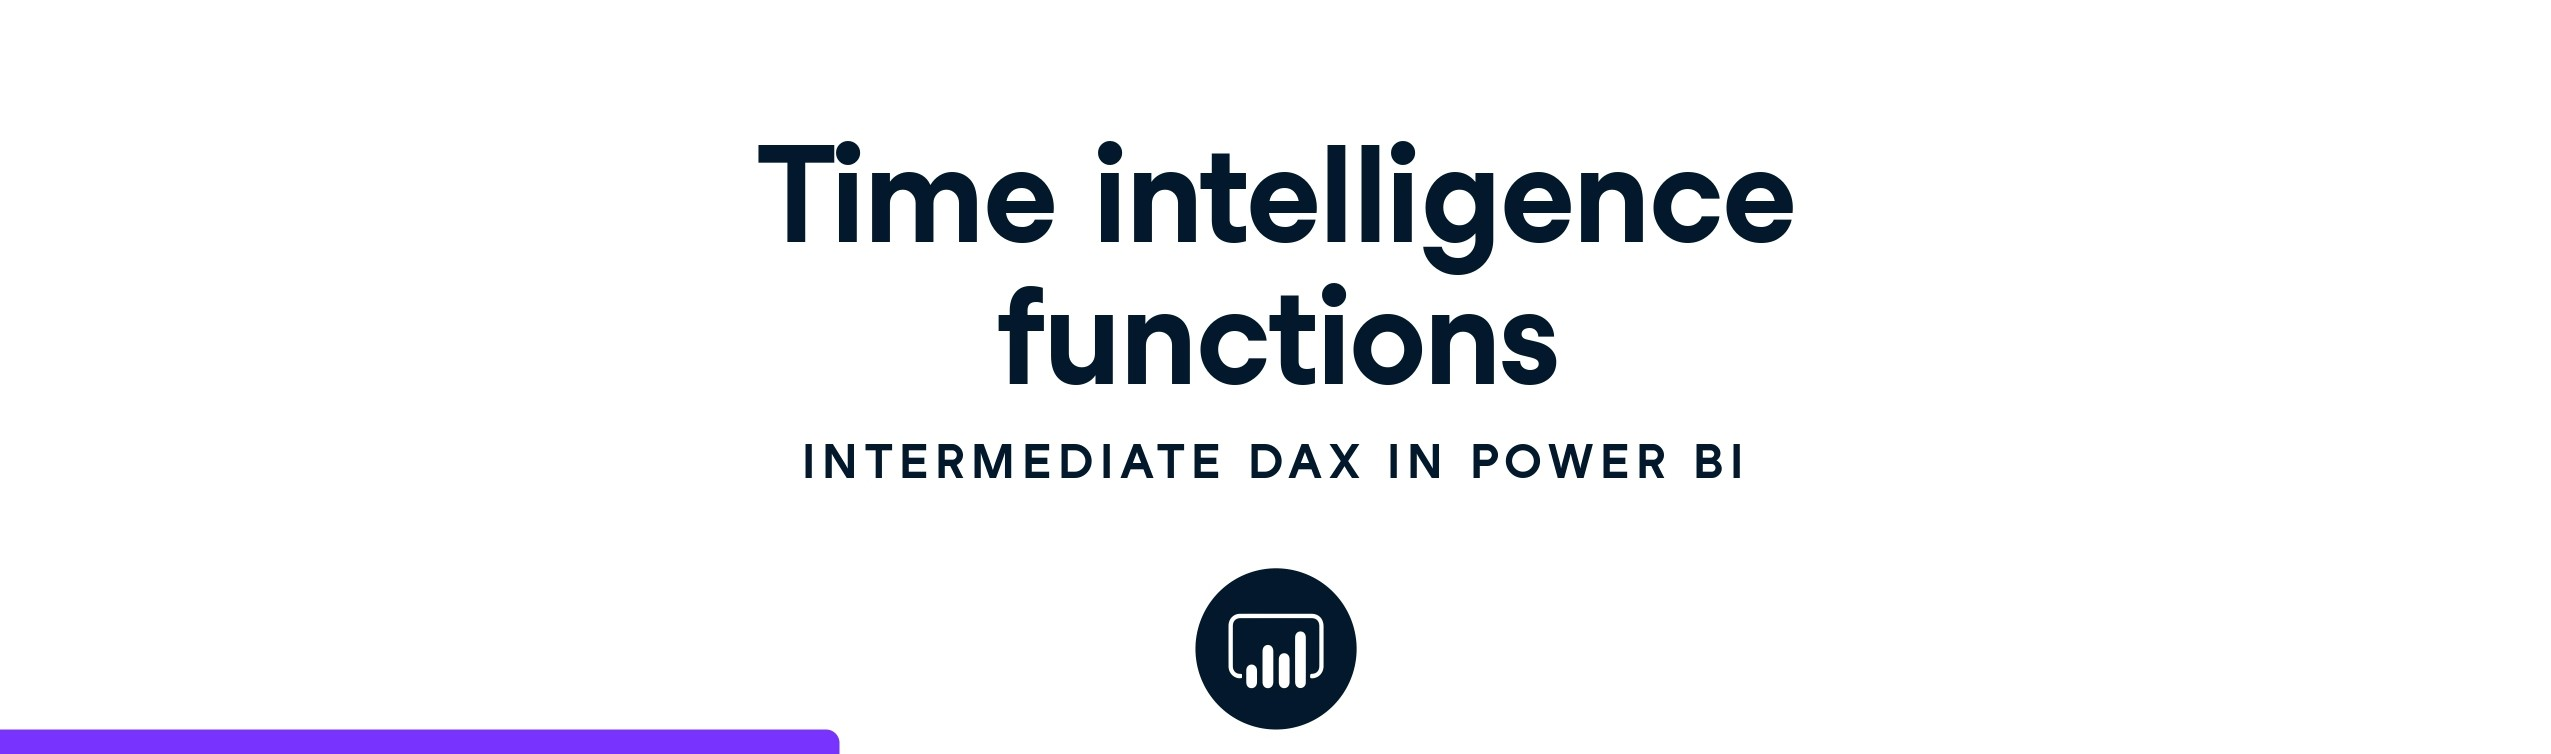 Time intelligence
functions
INTERMEDIATE DAX IN POWER BI